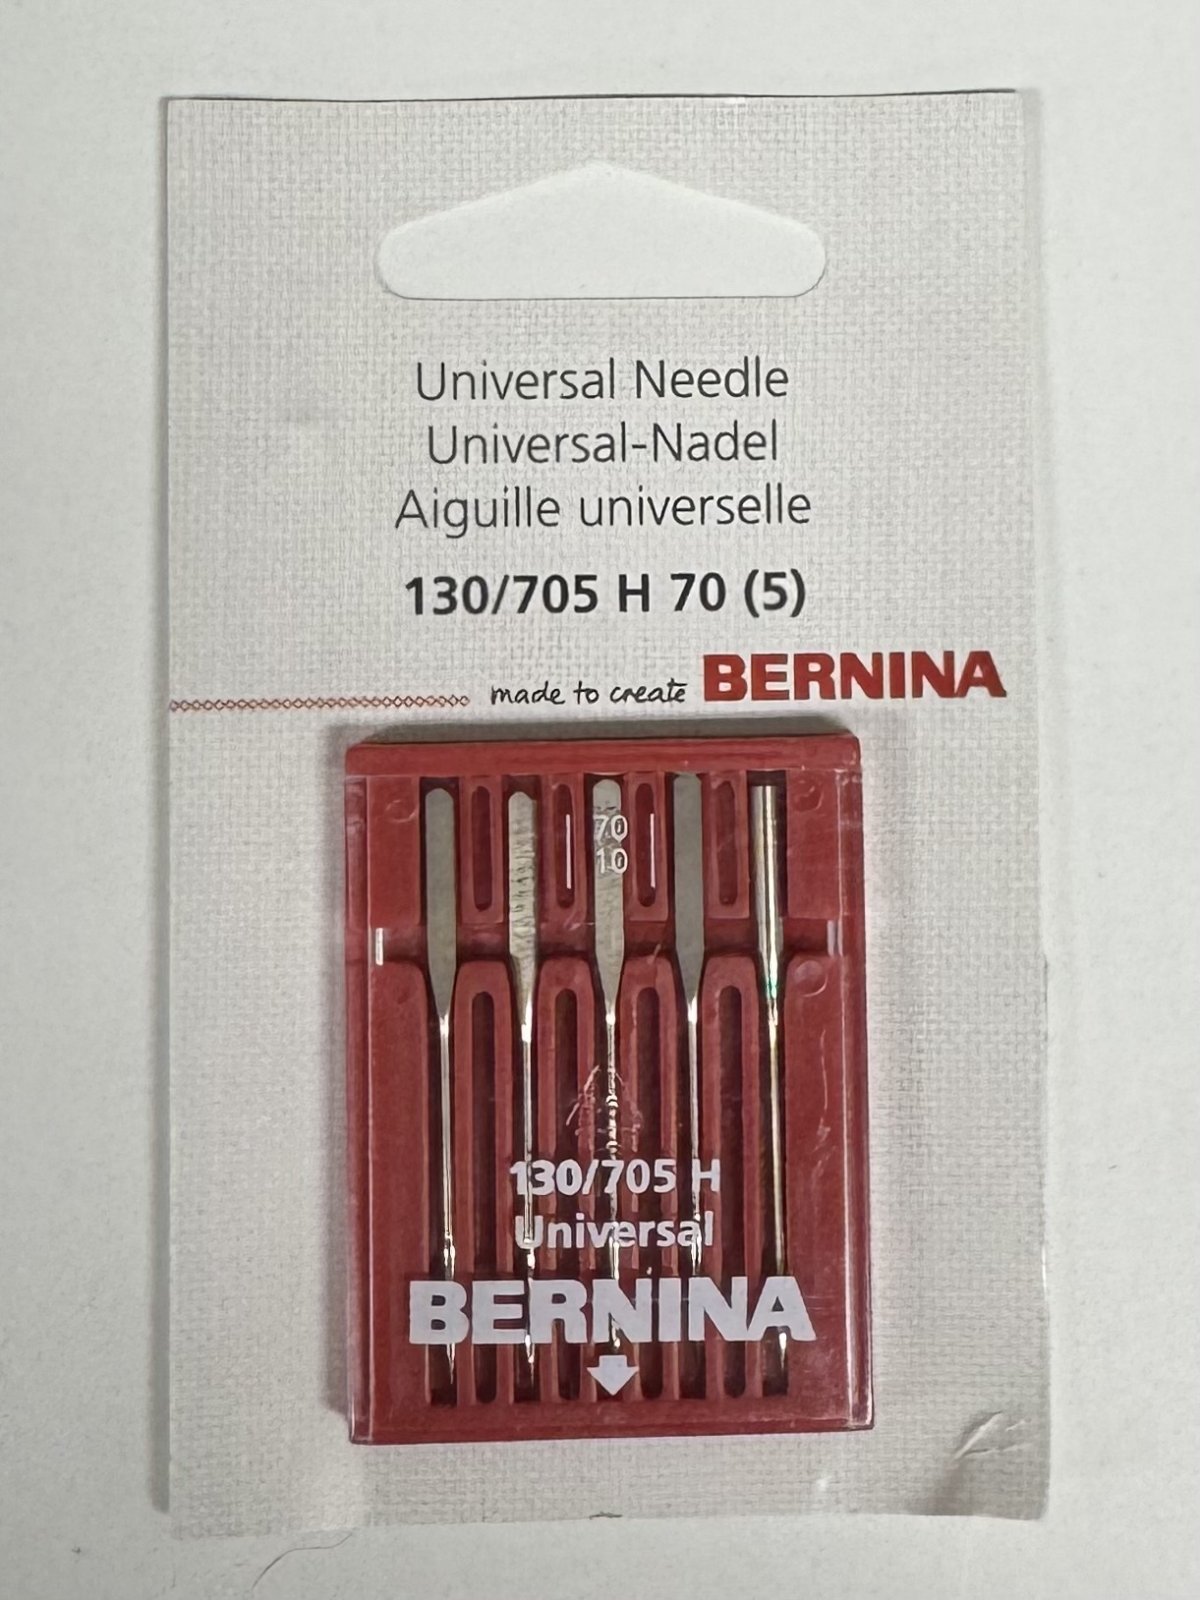 Universal Needle
Universal-Nadel
Aiguille universelle
130/705 H 70 (5)
made to create BERNINA
70
10
130/705 H
Universal
BERNINA